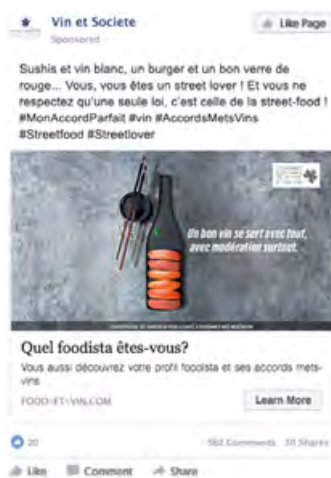 Vin et Societe
Like Page
Sponsored
Sushis et vin blanc, un burger et un bon verre de
rouge... Vous, vous êtes un street lover ! Et vous ne
respectez qu'une seule loi, c'est celle de la street-food !
#MonAccordParfait #vin #AccordsMetsVins
#Streetfood #Streetlover
Un bon vin se sert avec tout,
avec modération surtout.
Quel foodista êtes-vous?
Vous aussi découvrez votre profil foodista et ses accords mets-
vins
FOOD-ET-VIN.COM
Learn More
20
Comments
Shares
Like Comment Share